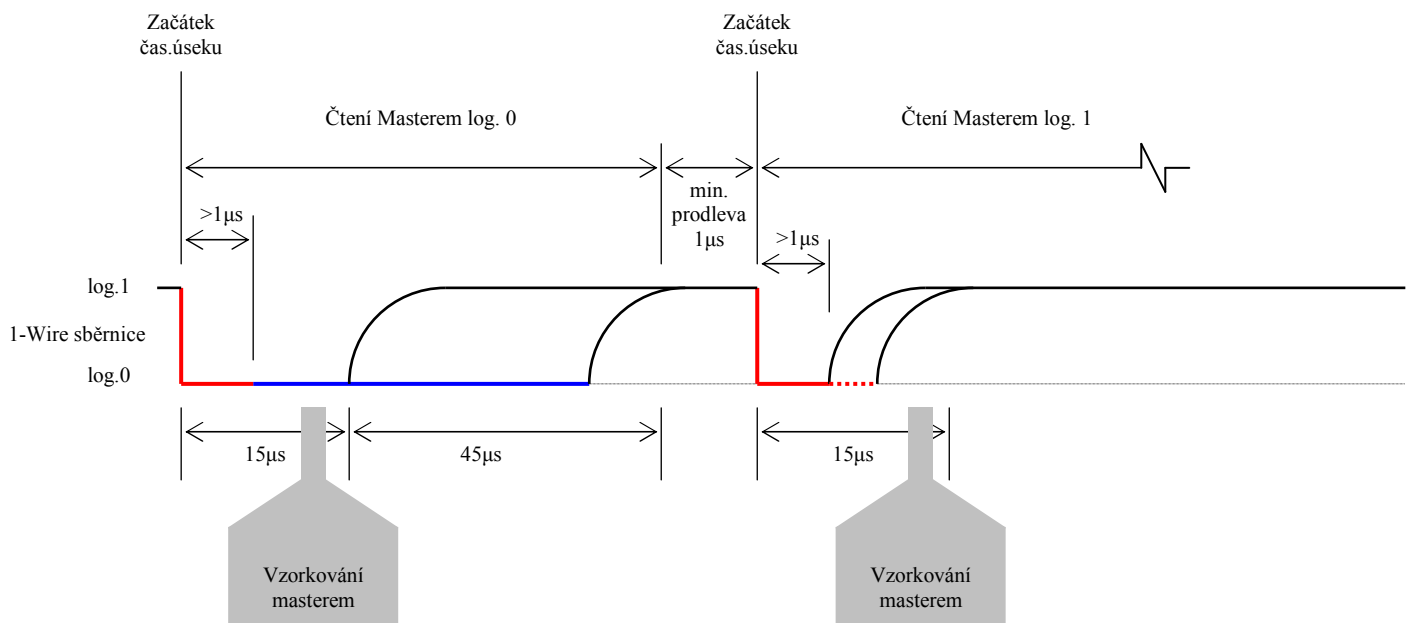 Začátek
čas.úseku
Začátek
čas.úseku
Čtení Masterem log. 0
Čtení Masterem log. 1
>1μs
min.
prodleva
1μs
>1μs
log.1
1-Wire sběrnice
log.0
15μs
45μs
15μs
Vzorkování
masterem
Vzorkování
masterem